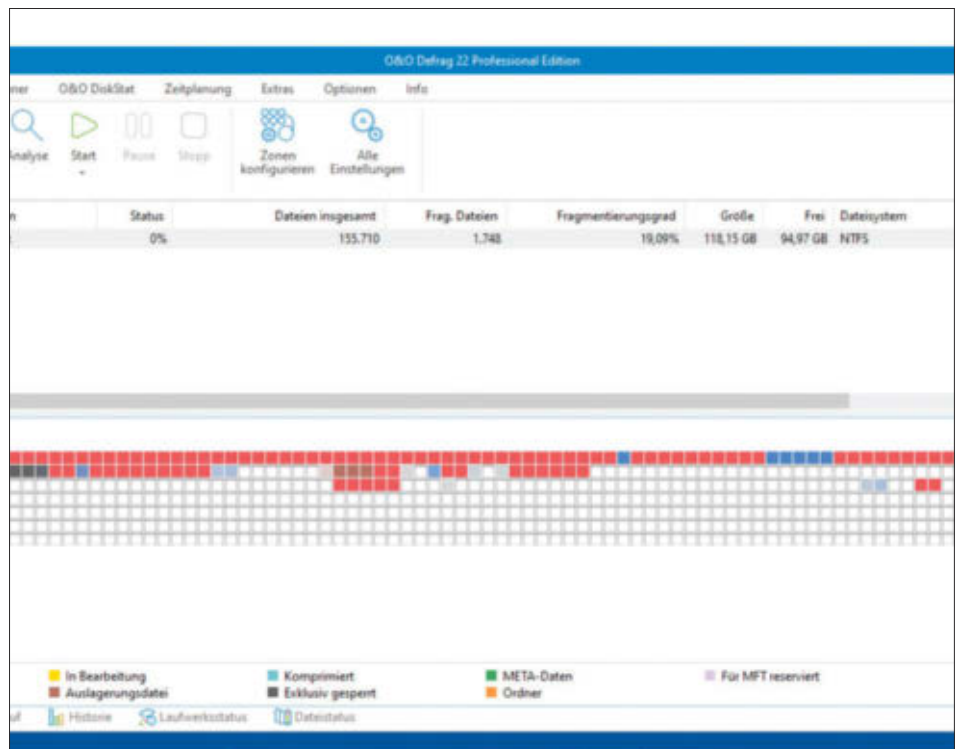 O&O Defrag 22 Professional Edition
ner O&O DiskStat Zeitplanung Extras Optionen Info
Analyse Start Pause Stopp Zonen konfigurieren Alle Einstellungen
n Status Dateien insgesamt Frag. Dateien Fragmentierungsgrad Größe Frei Dateisystem
0% 155.710 1.748 19,09% 118,15 GB 94,97 GB NTFS
In Bearbeitung Komprimiert META-Daten Für MFT reserviert
Auslagerungsdatei Exklusiv gesperrt Ordner
uf Historie Laufwerksstatus Dateistatus